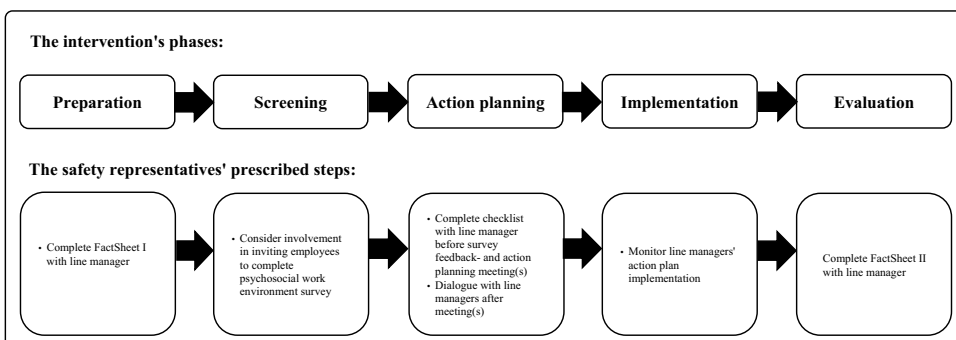 The intervention's phases:
Preparation
Screening
Action planning
Implementation
Evaluation
The safety representatives' prescribed steps:
• Complete FactSheet I
with line manager
• Consider involvement
in inviting employees
to complete
psychosocial work
environment survey
• Complete checklist
with line manager
before survey
feedback- and action
planning meeting(s)
• Dialogue with line
managers after
meeting(s)
• Monitor line managers'
action plan
implementation
Complete FactSheet II
with line manager